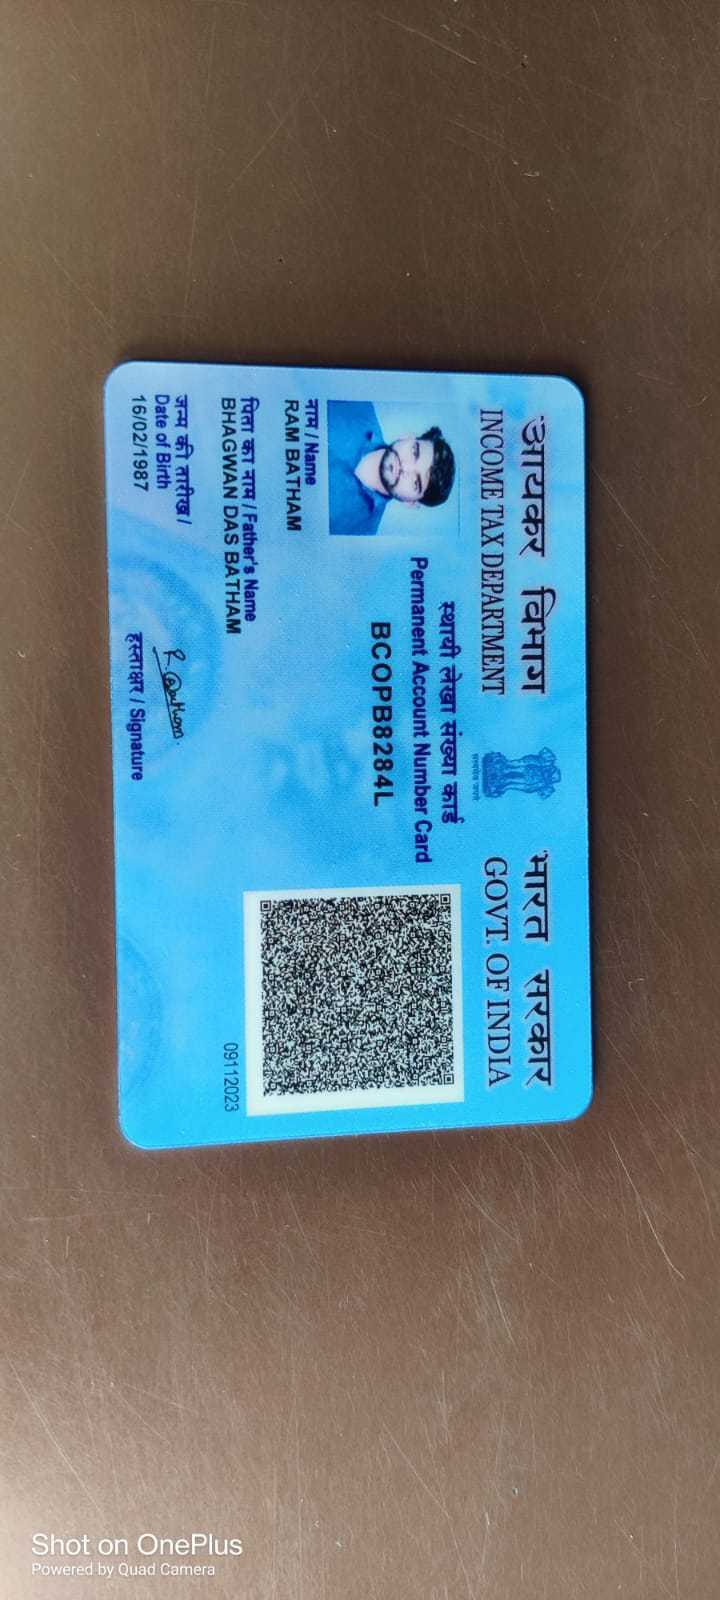 आयकर विभाग
INCOME TAX DEPARTMENT
भारत सरकार
GOVT. OF INDIA
सत्यमेव जयते
स्थायी लेखा संख्या कार्ड
Permanent Account Number Card
BCOPB8284L
नाम / Name
RAM BATHAM
पिता का नाम / Father's Name
BHAGWAN DAS BATHAM
जन्म की तारीख /
Date of Birth
16/02/1987
R.Batham.
हस्ताक्षर / Signature
09112023
Shot on OnePlus
Powered by Quad Camera